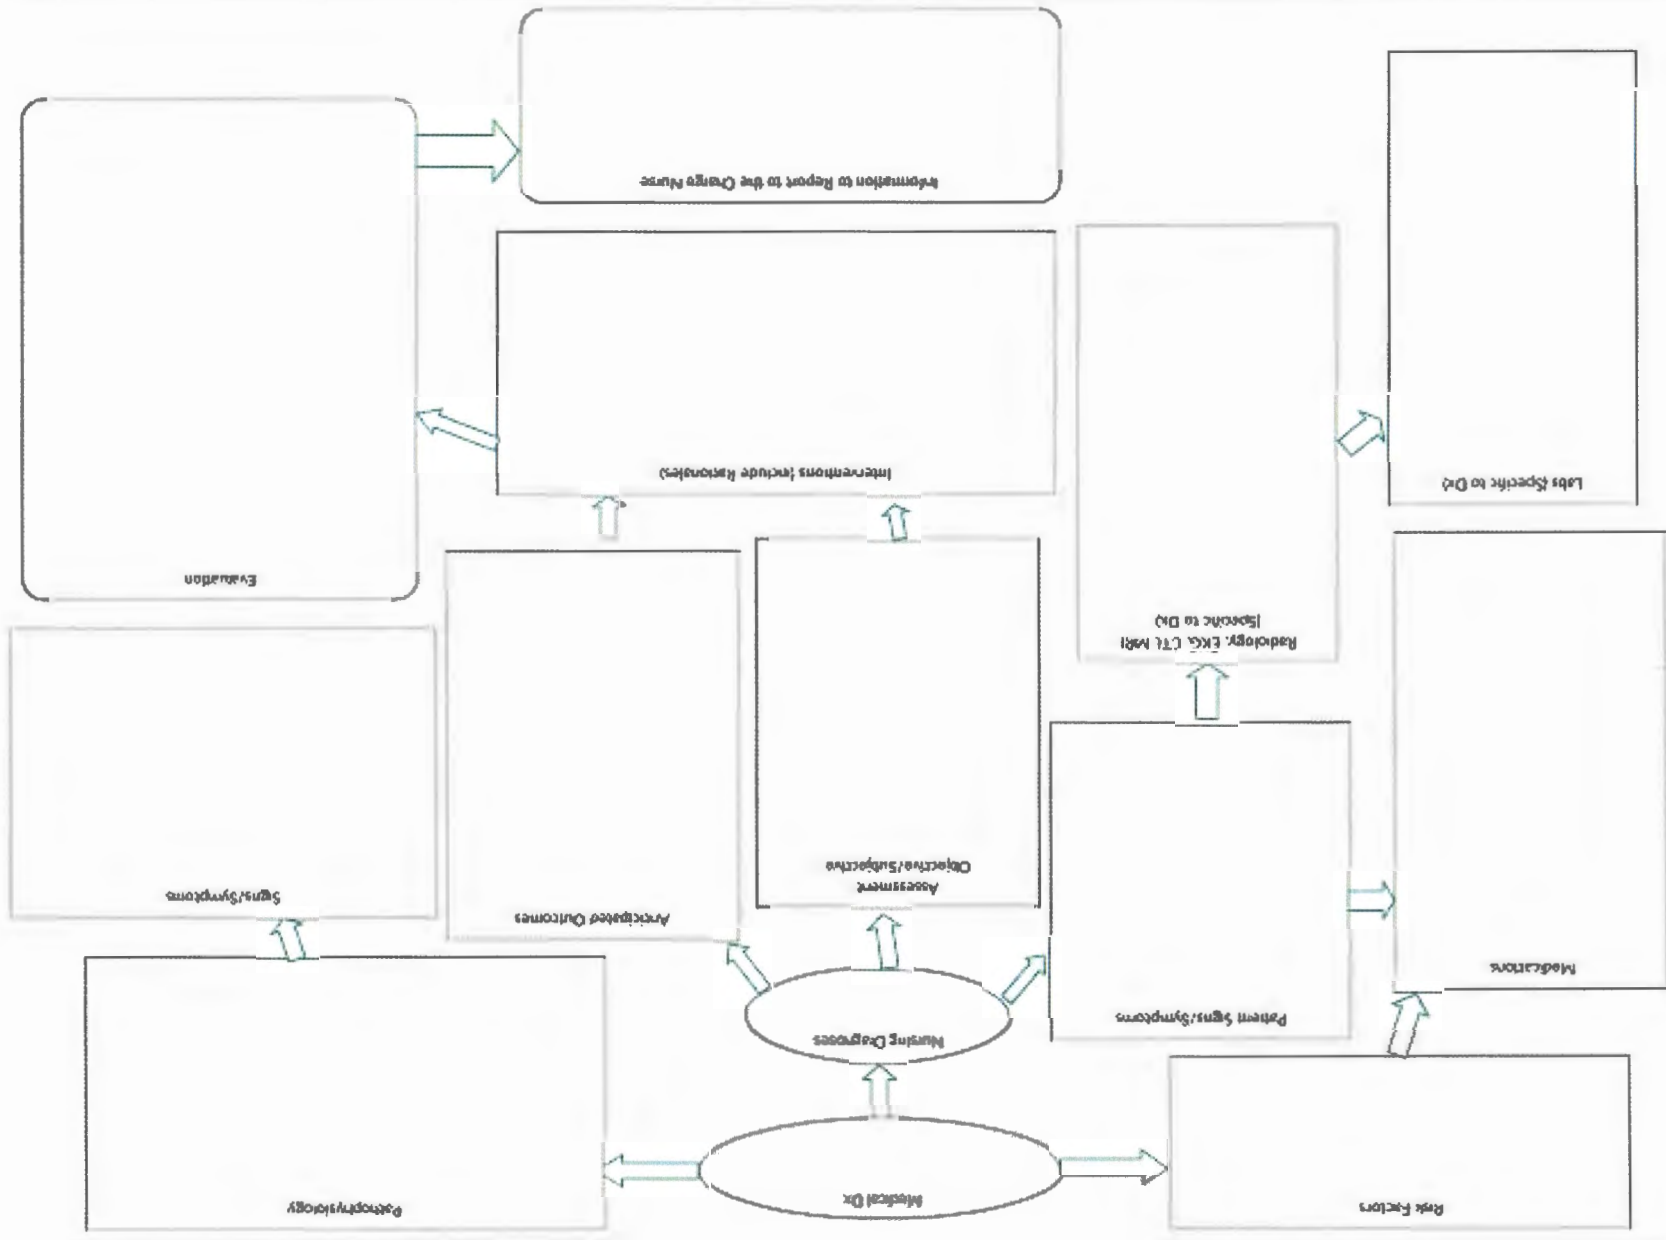 Risk Factors
Medical Dx
Pathophysiology
Nursing Diagnoses
Patient Signs/Symptoms
Medications
Assessment
Objective/Subjective
Anticipated Outcomes
Signs/Symptoms
Radiology, EKG, CT, MRI
(Specific to Dx)
Labs (Specific to Dx)
Interventions (include Rationales)
Evaluation
Information to Report to the Charge Nurse